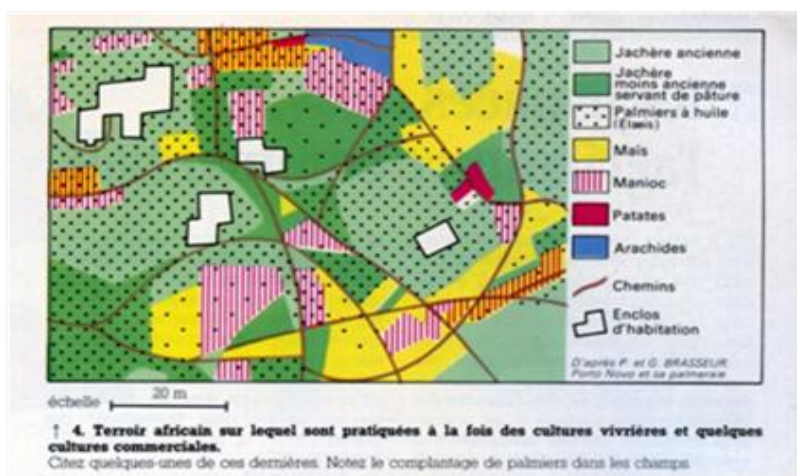 Jachère ancienne
Jachère
moins ancienne
servant de pâture
Palmiers à huile
(Elaeis)
Maïs
Manioc
Patates
Arachides
Chemins
Enclos
d'habitation
D'après P. et G. BRASSEUR
Porto Novo et sa palmeraie
échelle 20 m
↑ 4. Terroir africain sur lequel sont pratiquées à la fois des cultures vivrières et quelques
cultures commerciales.
Citez quelques-unes de ces dernières. Notez le complantage de palmiers dans les champs